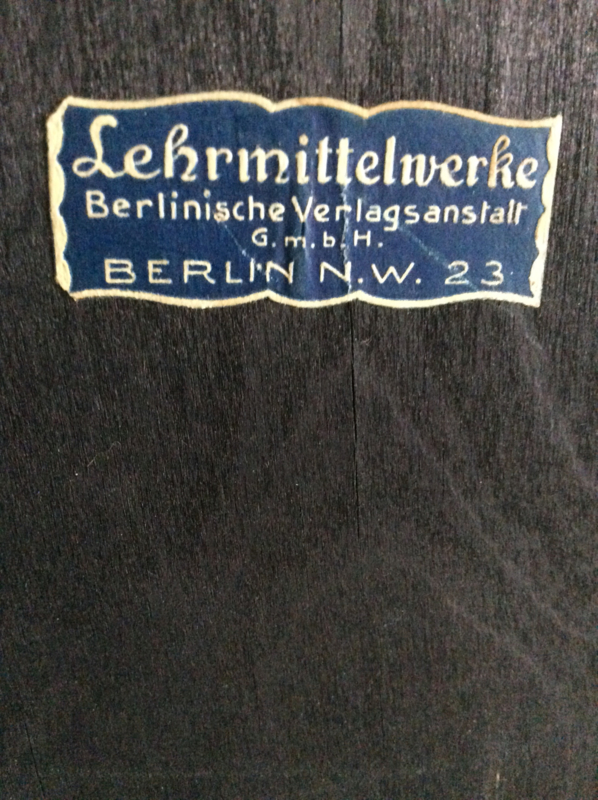 Lehrmittelwerke
Berlinische Verlagsanstalt
G.m.b.H.
BERLIN N.W. 23